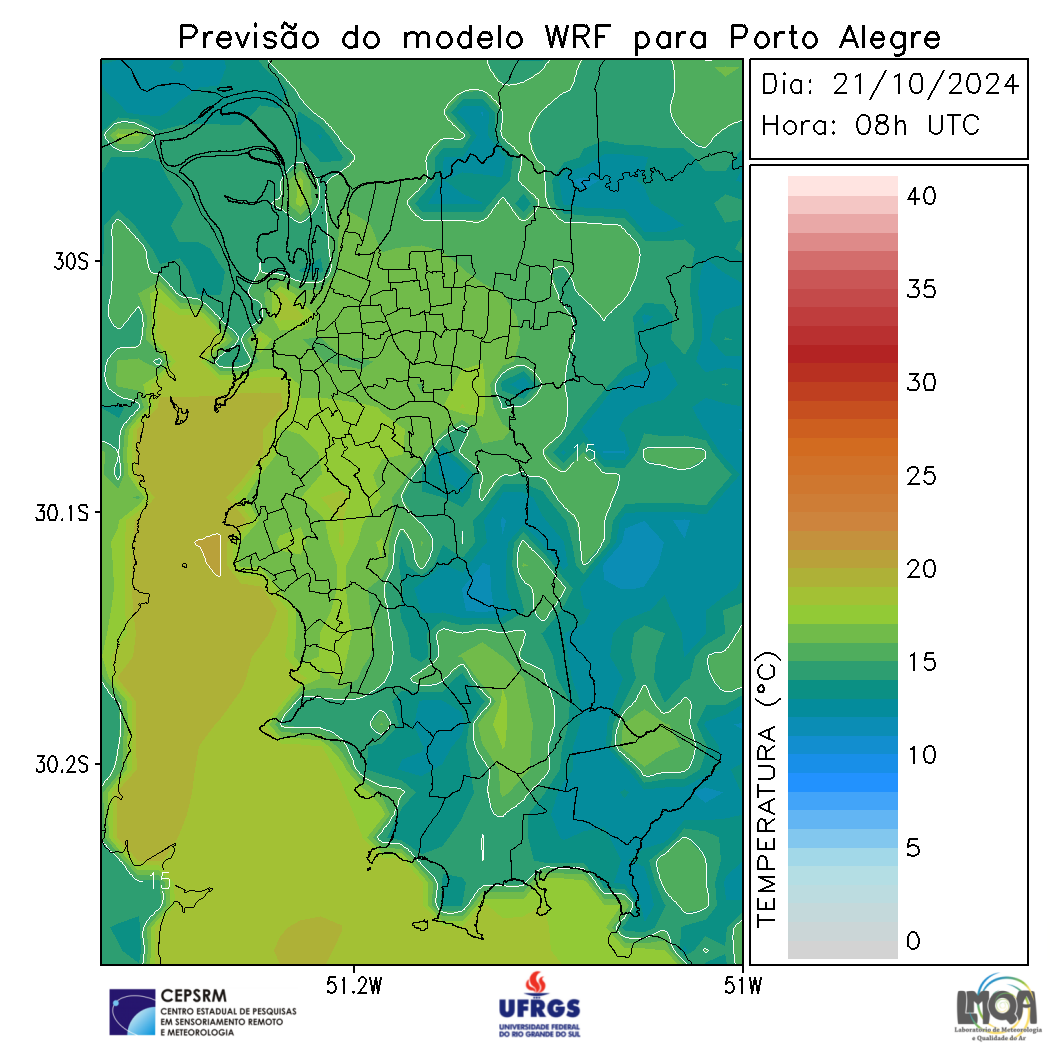 Previsão do modelo WRF para Porto Alegre
Dia: 21/10/2024
Hora: 08h UTC
40
35
30
25
20
15
10
5
0
TEMPERATURA (°C)
30S
30.1S
30.2S
15
15
51.2W
51W
CEPSRM
CENTRO ESTADUAL DE PESQUISAS
EM SENSORIAMENTO REMOTO
E METEOROLOGIA
UFRGS
UNIVERSIDADE FEDERAL
DO RIO GRANDE DO SUL
LMQA
Laboratório de Meteorologia
e Qualidade do Ar